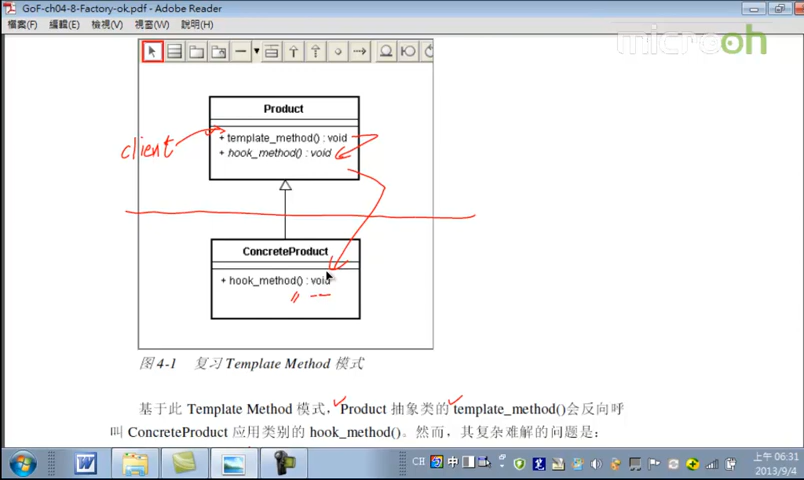 GoF-ch04-8-Factory-ok.pdf - Adobe Reader
檔案(F) 編輯(E) 檢視(V) 視窗(W) 說明(H)
microoh
Product
client
+ template_method() : void
+ hook_method() : void
ConcreteProduct
+ hook_method() : void
图 4-1 复习 Template Method 模式
基于此 Template Method 模式，Product 抽象类的 template_method()会反向呼
叫 ConcreteProduct 应用类别的 hook_method()。然而，其复杂难解的问题是：
CH 中
上午 06:31
2013/9/4